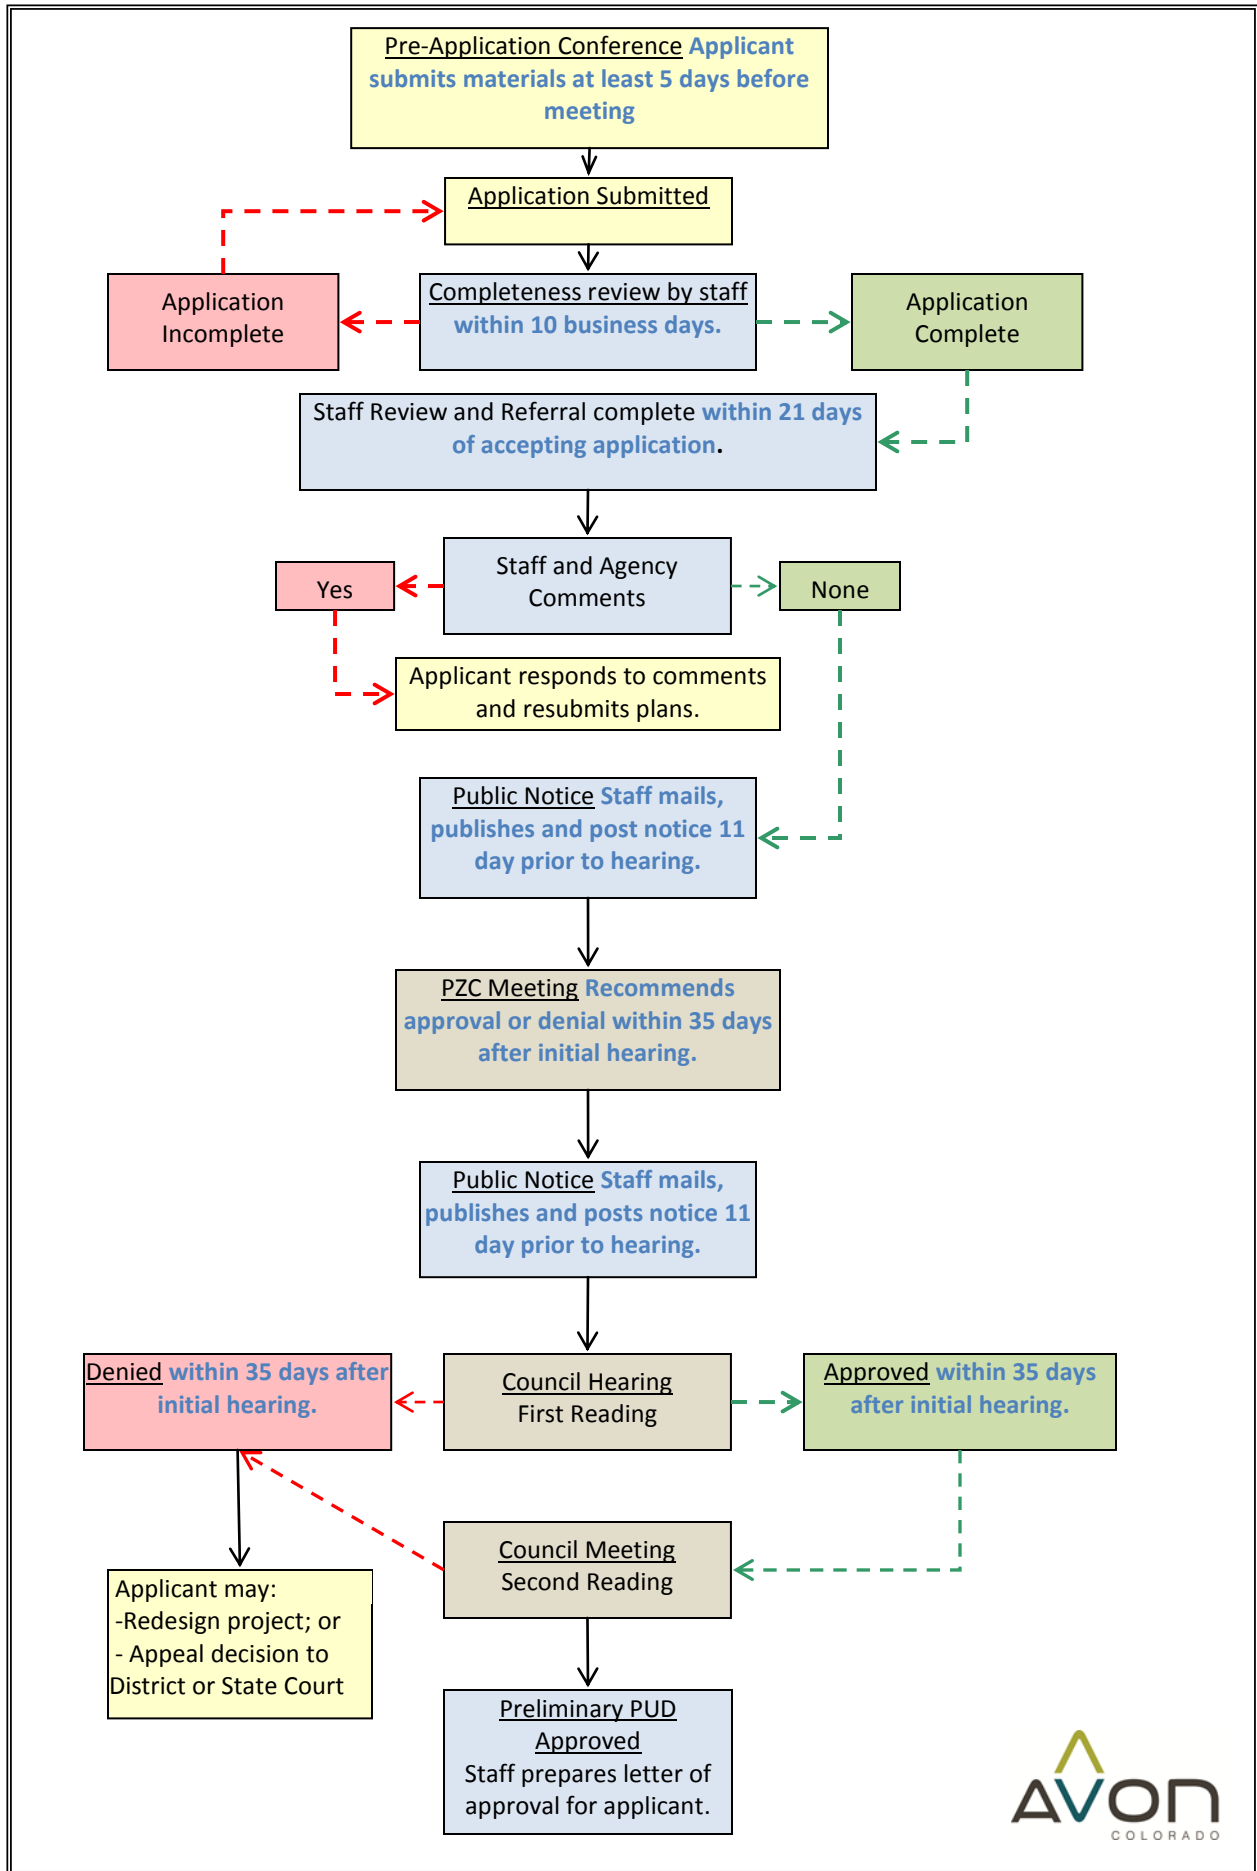 Pre-Application Conference Applicant
submits materials at least 5 days before
meeting
Application Submitted
Application
Incomplete
Completeness review by staff
within 10 business days.
Application
Complete
Staff Review and Referral complete within 21 days
of accepting application.
Yes
Staff and Agency
Comments
None
Applicant responds to comments
and resubmits plans.
Public Notice Staff mails,
publishes and post notice 11
day prior to hearing.
PZC Meeting Recommends
approval or denial within 35 days
after initial hearing.
Public Notice Staff mails,
publishes and posts notice 11
day prior to hearing.
Denied within 35 days after
initial hearing.
Council Hearing
First Reading
Approved within 35 days
after initial hearing.
Council Meeting
Second Reading
Applicant may:
-Redesign project; or
- Appeal decision to
District or State Court
Preliminary PUD
Approved
Staff prepares letter of
approval for applicant.
AVON
COLORADO